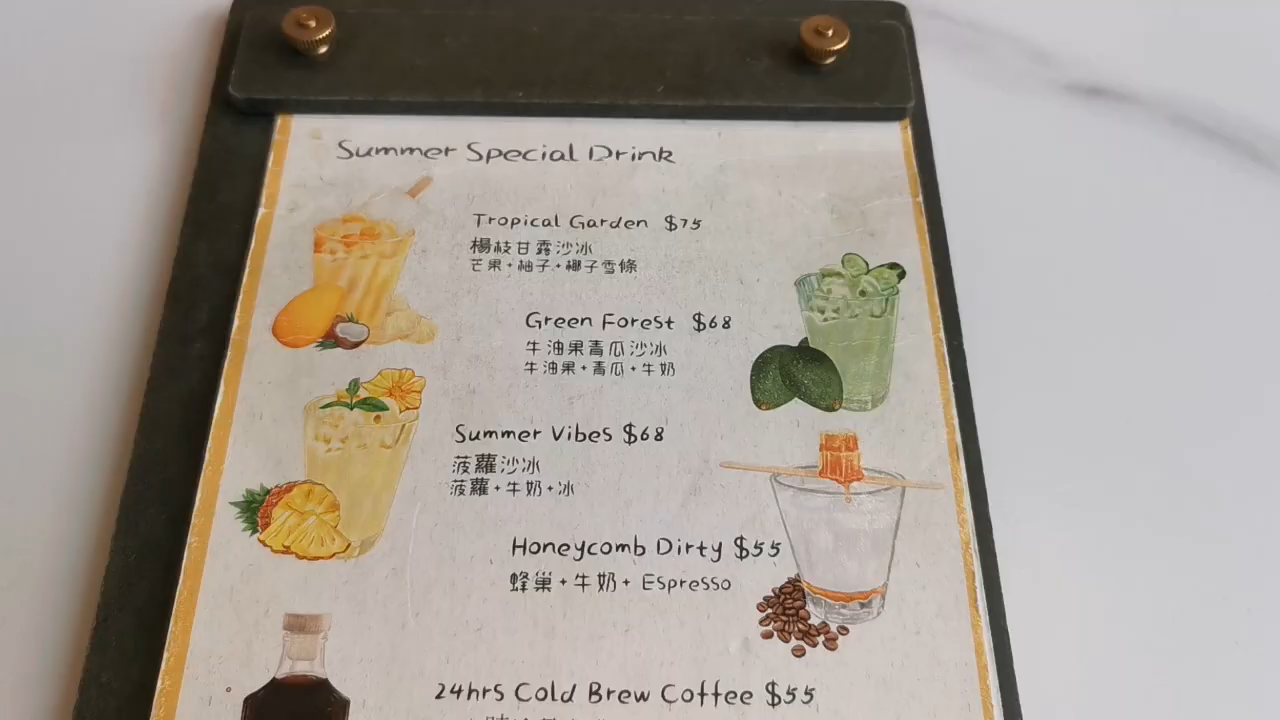 Summer Special Drink
Tropical Garden $75
楊枝甘露沙冰
芒果+柚子+椰子雪條
Green Forest $68
牛油果青瓜沙冰
牛油果+青瓜+牛奶
Summer Vibes $68
菠蘿沙冰
菠蘿+牛奶+冰
Honeycomb Dirty $55
蜂巢+牛奶+ Espresso
24hrs Cold Brew Coffee $55